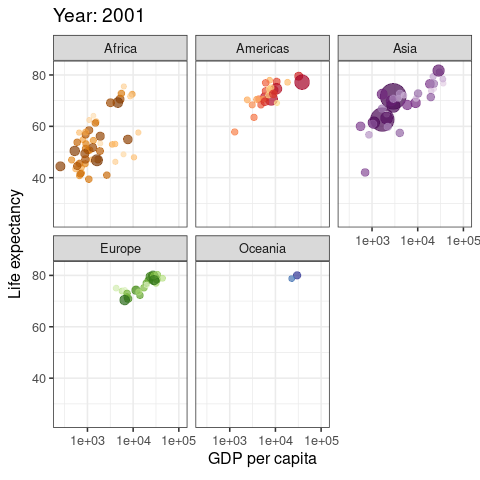 Year: 2001
Africa
Americas
Asia
80
60
40
1e+03
1e+04
1e+05
Europe
Oceania
80
60
40
1e+03
1e+04
1e+05
1e+03
1e+04
1e+05
Life expectancy
GDP per capita